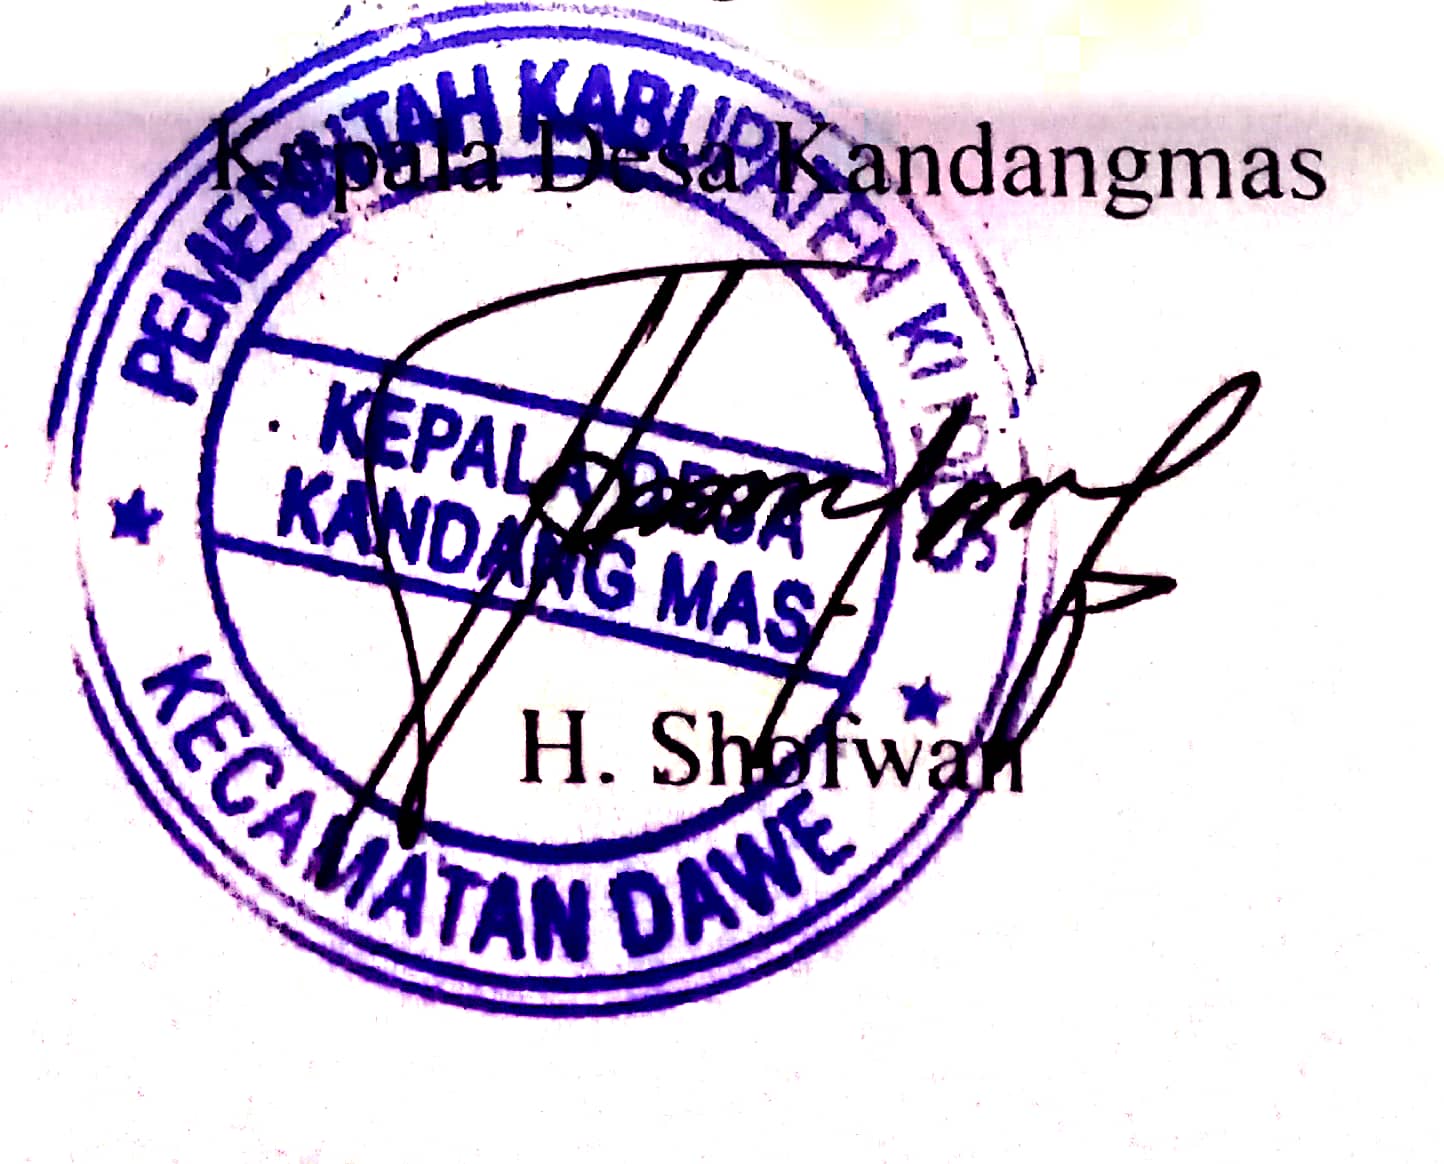 Kepala Desa Kandangmas
PEMERINTAH KABUPATEN KUDUS
KEPALA DESA
KANDANG MAS
H. Shofwan
KECAMATAN DAWE